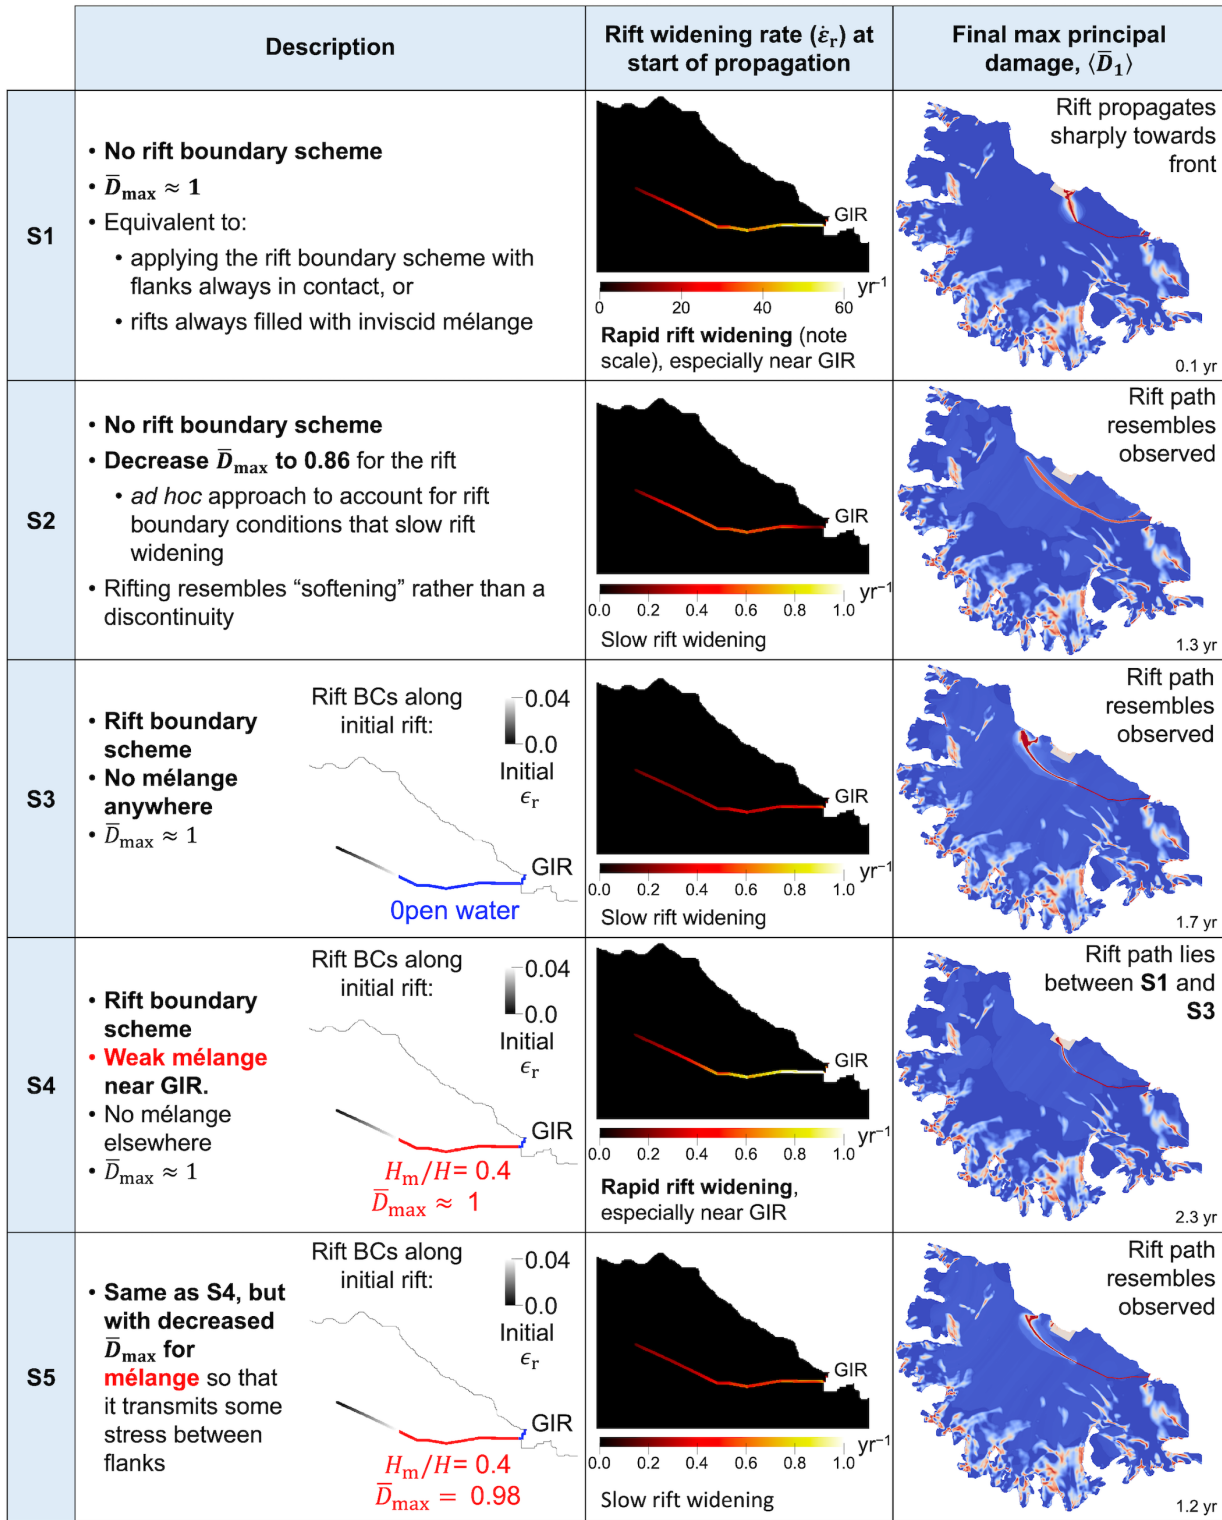 Description
Rift widening rate (ε̇r) at
start of propagation
Final max principal
damage, ⟨D̅1⟩
S1
• No rift boundary scheme
• D̅max ≈ 1
• Equivalent to:
• applying the rift boundary scheme with
flanks always in contact, or
• rifts always filled with inviscid mélange
GIR
yr−1
0 20 40 60
Rapid rift widening (note
scale), especially near GIR
Rift propagates
sharply towards
front
0.1 yr
S2
• No rift boundary scheme
• Decrease D̅max to 0.86 for the rift
• ad hoc approach to account for rift
boundary conditions that slow rift
widening
• Rifting resembles “softening” rather than a
discontinuity
GIR
yr−1
0.0 0.2 0.4 0.6 0.8 1.0
Slow rift widening
Rift path
resembles
observed
1.3 yr
S3
• Rift boundary
scheme
• No mélange
anywhere
• D̅max ≈ 1
Rift BCs along
initial rift:
0.04
0.0
Initial
ϵr
GIR
0pen water
GIR
yr−1
0.0 0.2 0.4 0.6 0.8 1.0
Slow rift widening
Rift path
resembles
observed
1.7 yr
S4
• Rift boundary
scheme
• Weak mélange
near GIR.
• No mélange
elsewhere
• D̅max ≈ 1
Rift BCs along
initial rift:
0.04
0.0
Initial
ϵr
GIR
Hm/H= 0.4
D̅max ≈ 1
GIR
yr−1
0.0 0.2 0.4 0.6 0.8 1.0
Rapid rift widening,
especially near GIR
Rift path lies
between S1 and
S3
2.3 yr
S5
• Same as S4, but
with decreased
D̅max for
mélange so that
it transmits some
stress between
flanks
Rift BCs along
initial rift:
0.04
0.0
Initial
ϵr
GIR
Hm/H= 0.4
D̅max = 0.98
GIR
yr−1
0.0 0.2 0.4 0.6 0.8 1.0
Slow rift widening
Rift path
resembles
observed
1.2 yr